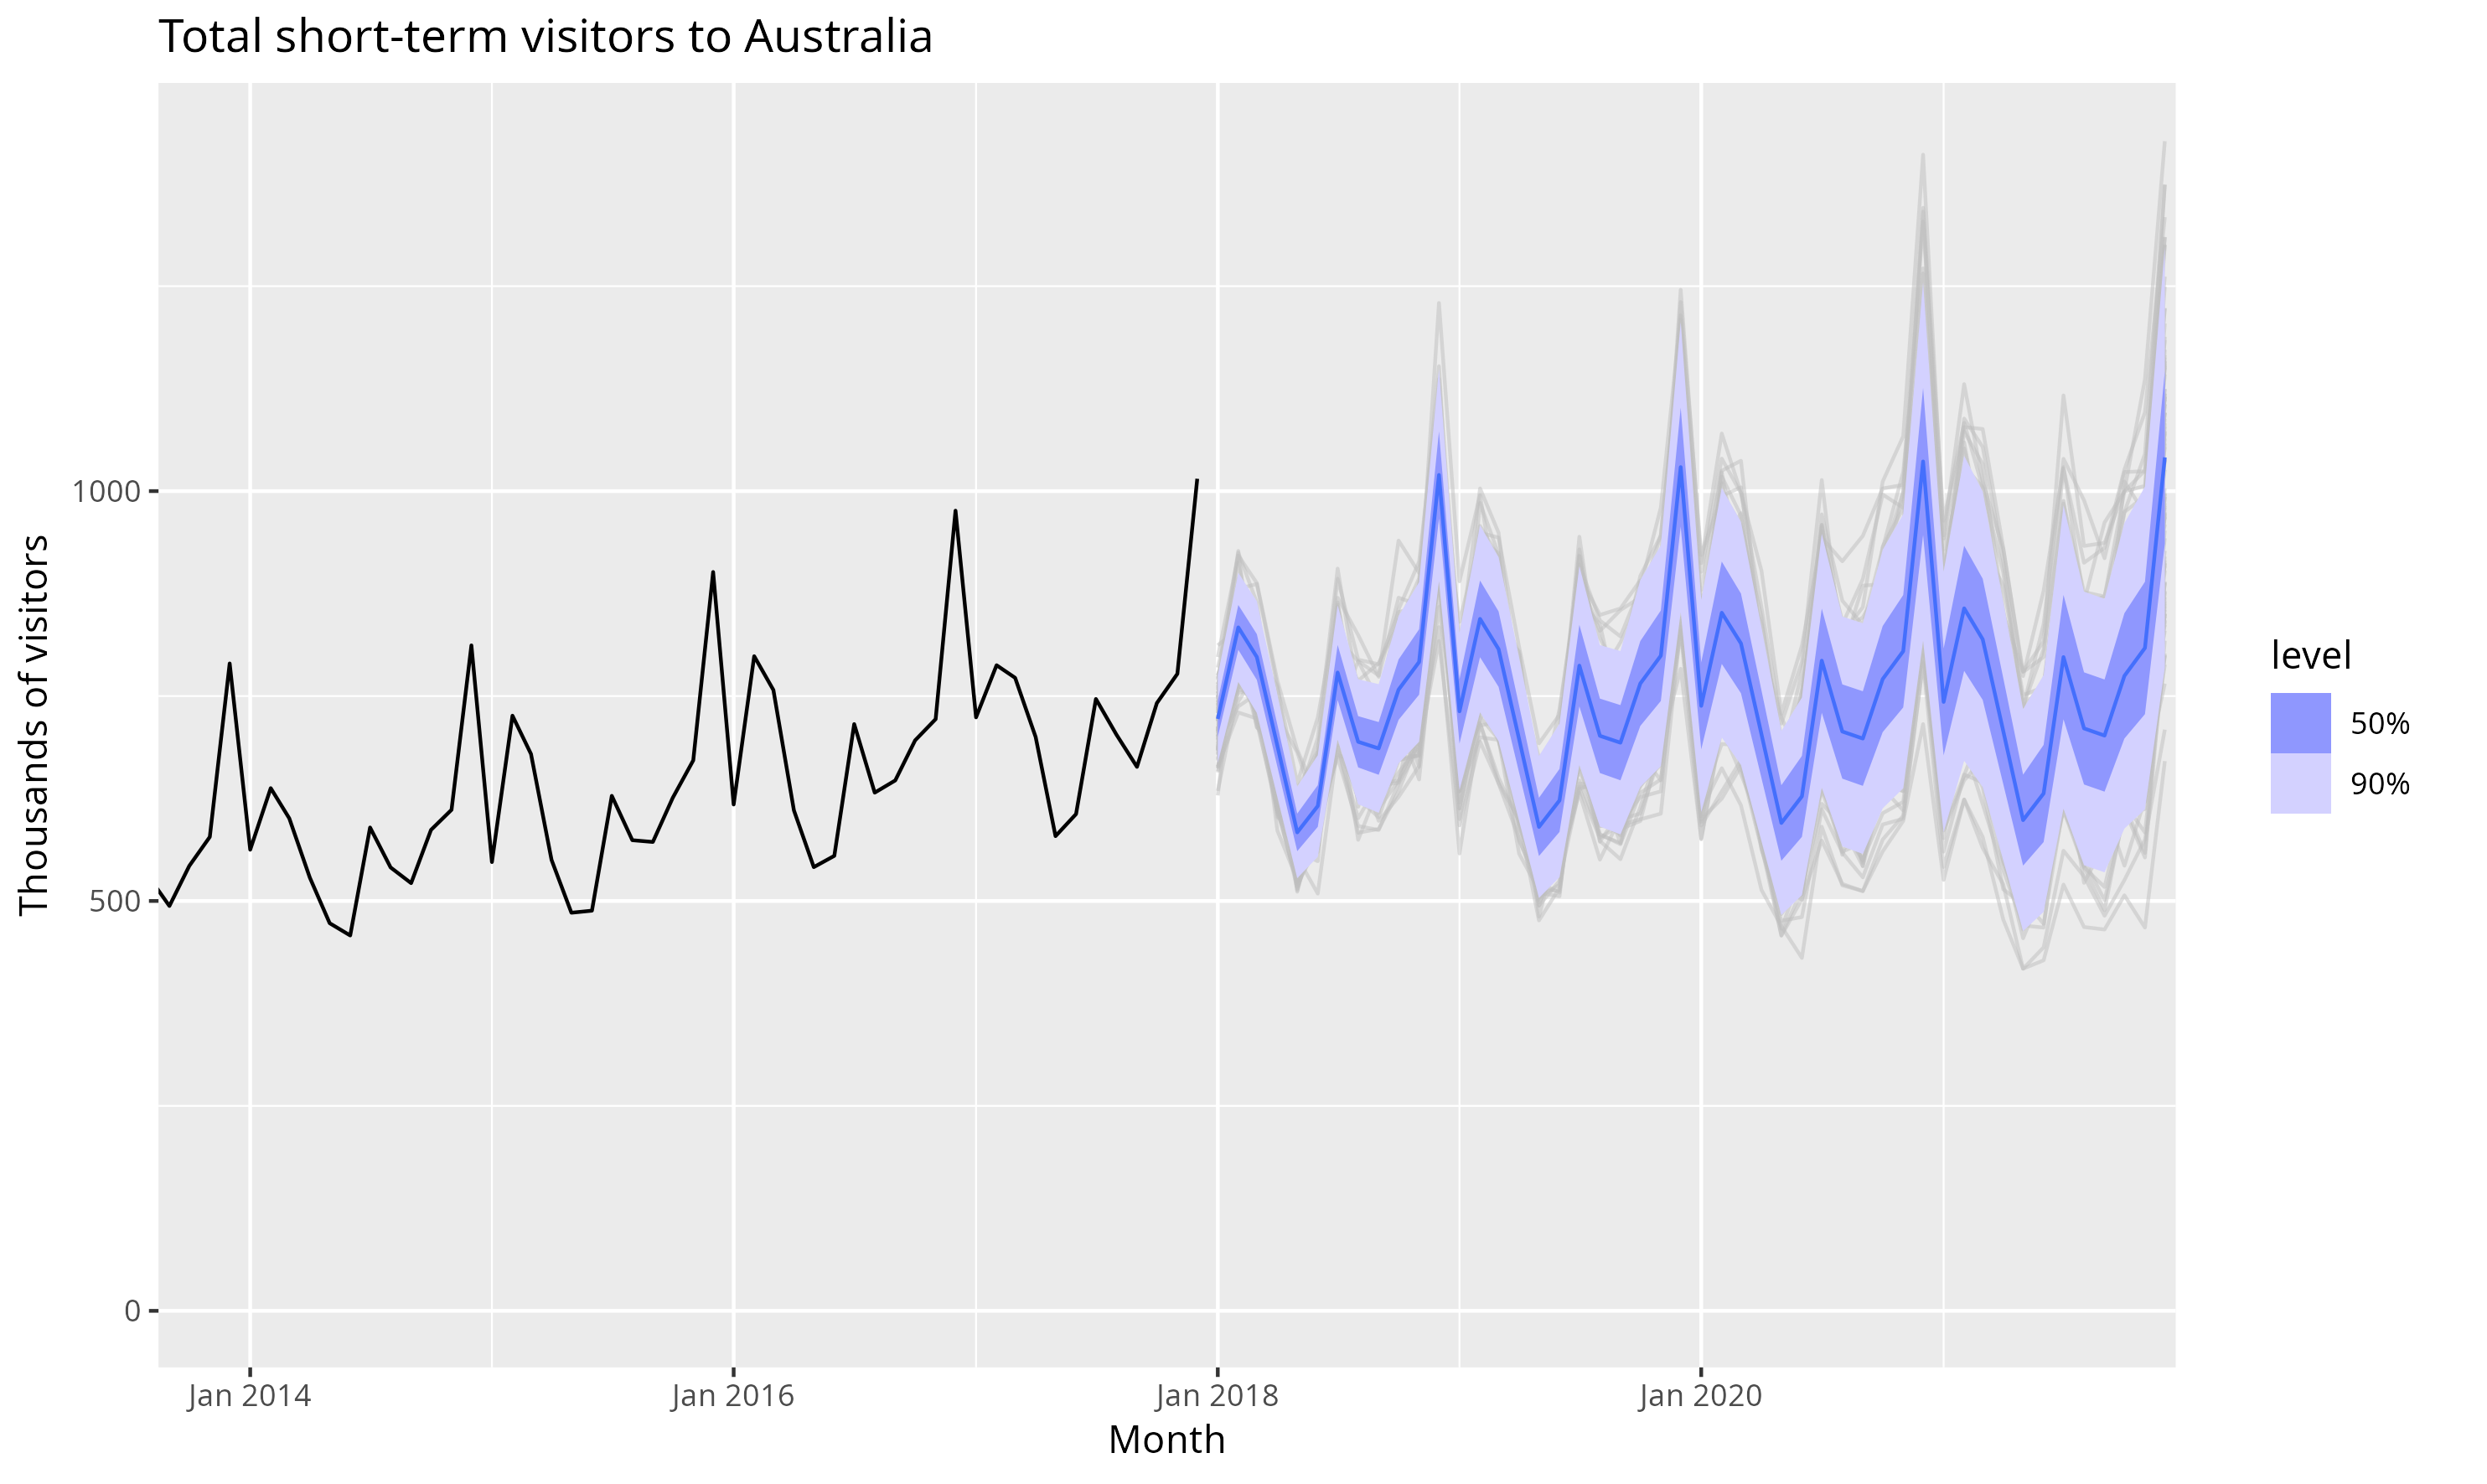 Total short-term visitors to Australia
Thousands of visitors
1000
500
0
Jan 2014
Jan 2016
Jan 2018
Jan 2020
Month
level
50%
90%